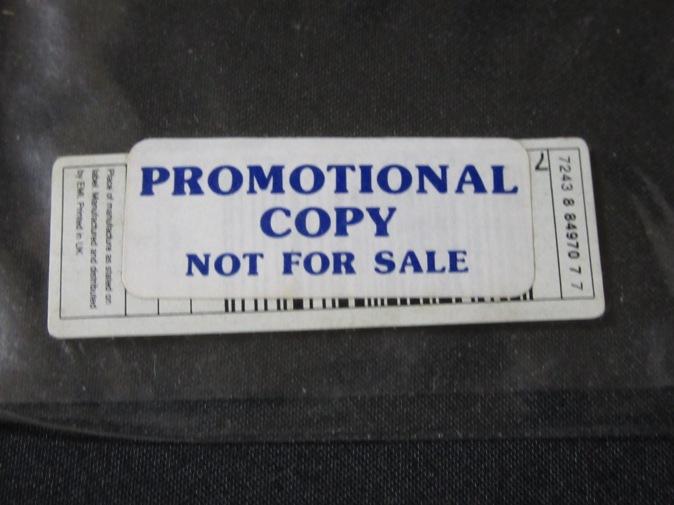 PROMOTIONAL
COPY
NOT FOR SALE
Place of manufacture as stated on
label. Manufactured and distributed
by EMI. Printed in UK
7243 8 84970 7 7